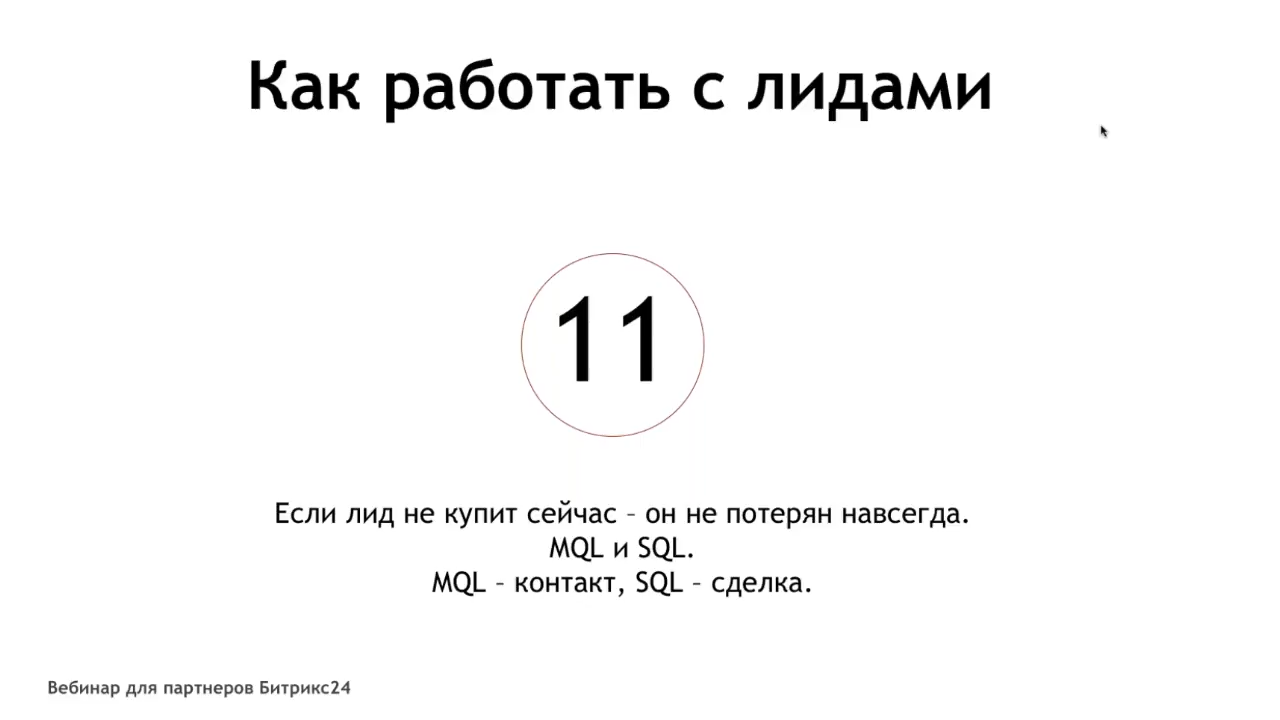 Как работать с лидами
11
Если лид не купит сейчас – он не потерян навсегда.
MQL и SQL.
MQL – контакт, SQL – сделка.
Вебинар для партнеров Битрикс24